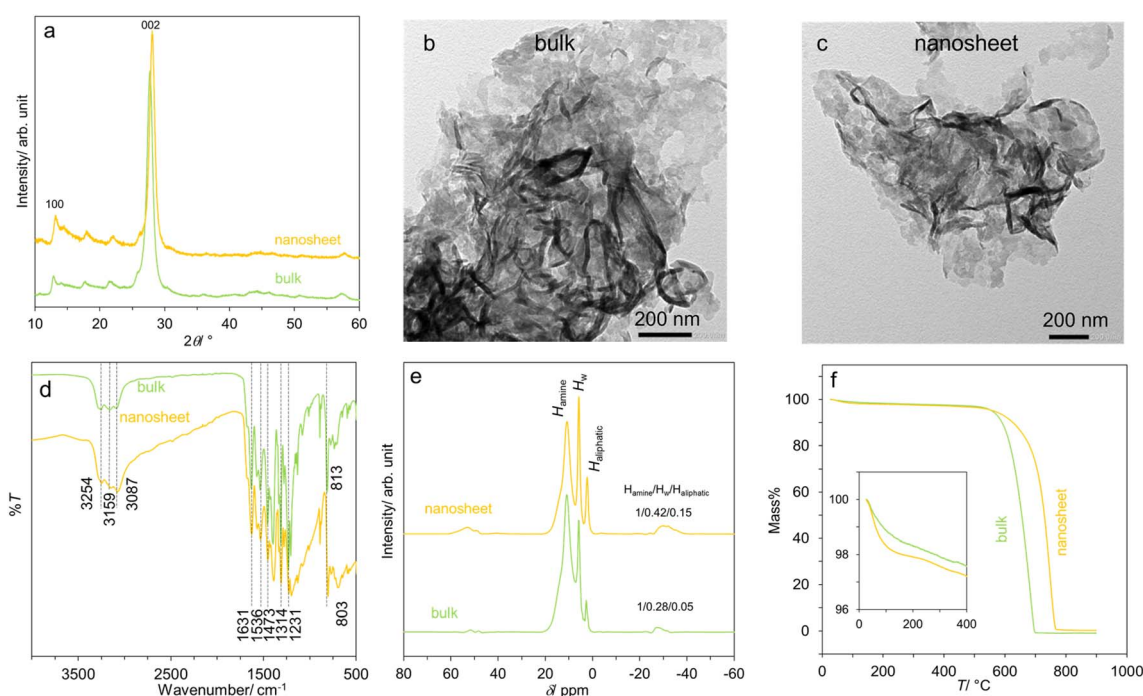 a
002
100
nanosheet
bulk
Intensity/ arb. unit
10 20 30 40 50 60
2θ/ °
b
bulk
200 nm
c
nanosheet
200 nm
d
bulk
nanosheet
3254
3159
3087
813
803
1631
1536
1473
1314
1231
%T
3500 2500 1500 500
Wavenumber/ cm⁻¹
e
Hamine
Hw
Haliphatic
Hamine/Hw/Haliphatic
nanosheet
1/0.42/0.15
bulk
1/0.28/0.05
Intensity/ arb. unit
80 60 40 20 0 -20 -40 -60
δ/ ppm
f
100
80
60
40
20
0
Mass%
100
98
96
0 200 400
bulk
nanosheet
0 200 400 600 800 1000
T/ °C